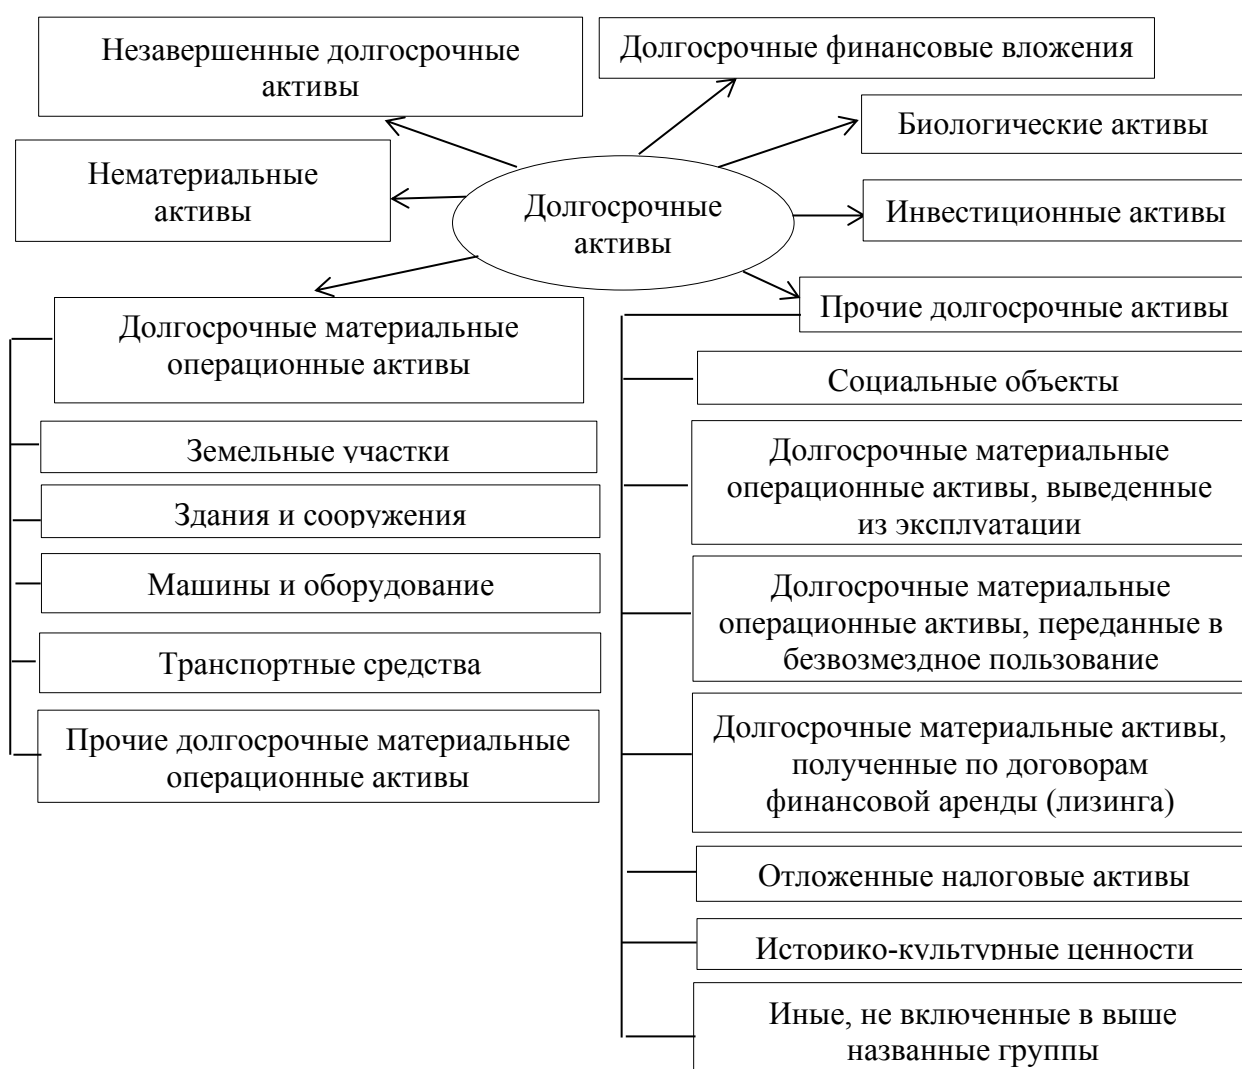 Незавершенные долгосрочные
активы
Долгосрочные финансовые вложения
Биологические активы
Нематериальные
активы
Долгосрочные
активы
Инвестиционные активы
Долгосрочные материальные
операционные активы
Прочие долгосрочные активы
Земельные участки
Здания и сооружения
Машины и оборудование
Транспортные средства
Прочие долгосрочные материальные
операционные активы
Социальные объекты
Долгосрочные материальные
операционные активы, выведенные
из эксплуатации
Долгосрочные материальные
операционные активы, переданные в
безвозмездное пользование
Долгосрочные материальные активы,
полученные по договорам
финансовой аренды (лизинга)
Отложенные налоговые активы
Историко-культурные ценности
Иные, не включенные в выше
названные группы